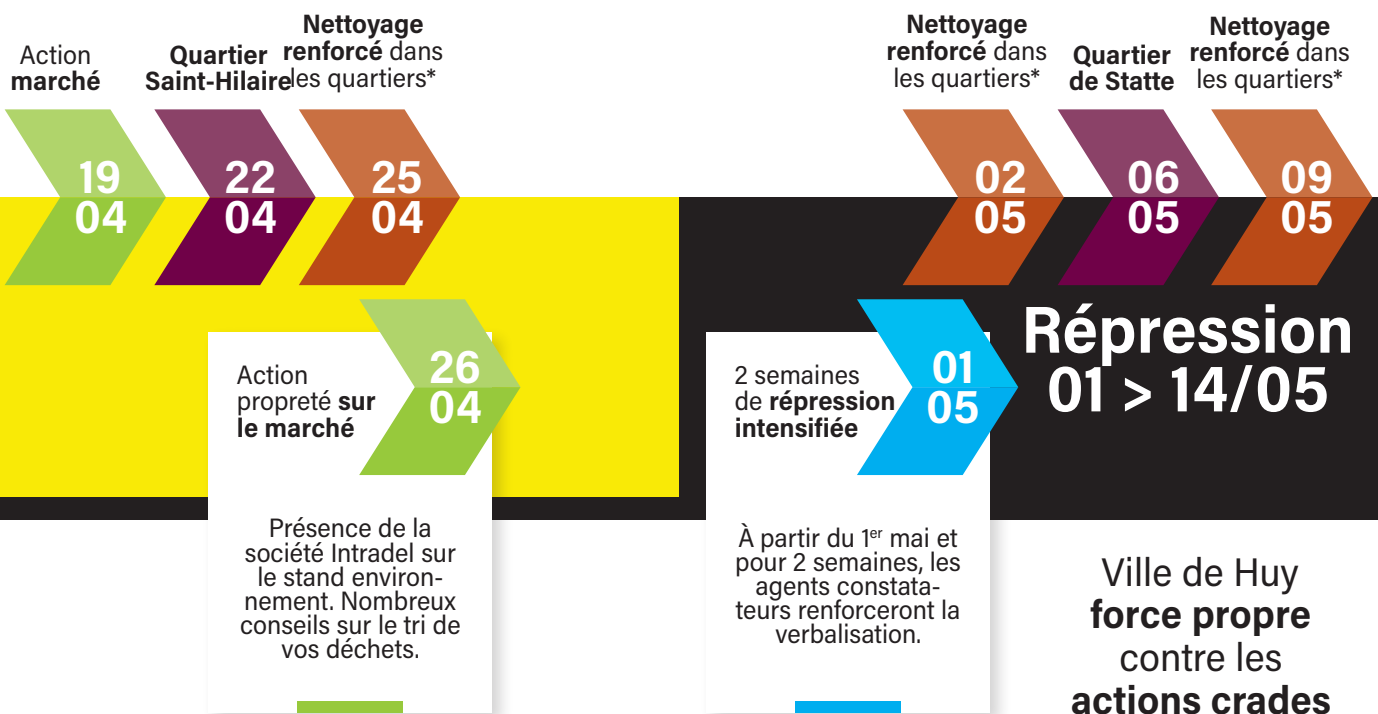 Action
marché
19
04
Quartier
Saint-Hilaire
22
04
Nettoyage
renforcé dans
les quartiers*
25
04
Nettoyage
renforcé dans
les quartiers*
02
05
Quartier
de Statte
06
05
Nettoyage
renforcé dans
les quartiers*
09
05
Action
propreté sur
le marché
26
04
Présence de la
société Intradel sur
le stand environ-
nement. Nombreux
conseils sur le tri de
vos déchets.
2 semaines
de répression
intensifiée
01
05
À partir du 1er mai et
pour 2 semaines, les
agents constata-
teurs renforceront la
verbalisation.
Répression
01 > 14/05
Ville de Huy
force propre
contre les
actions crades